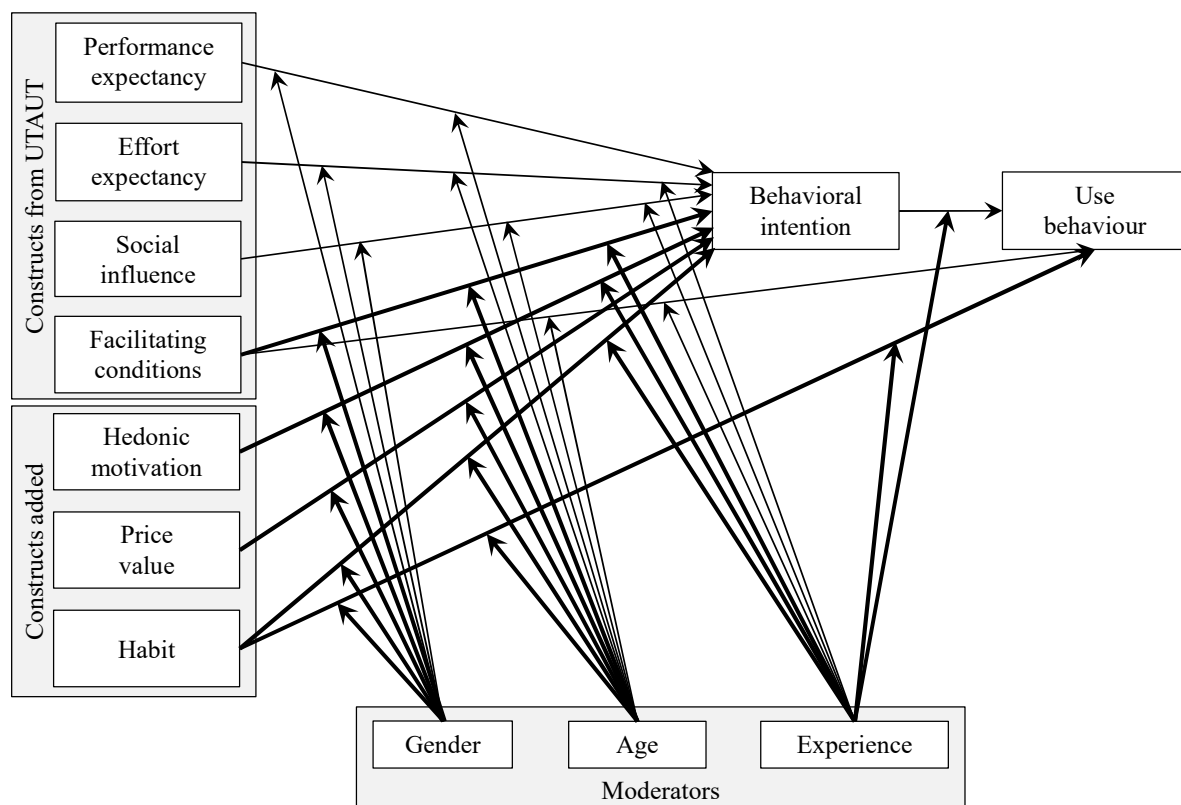 Constructs from UTAUT
Performance
expectancy
Effort
expectancy
Social
influence
Facilitating
conditions
Constructs added
Hedonic
motivation
Price
value
Habit
Behavioral
intention
Use
behaviour
Gender
Age
Experience
Moderators